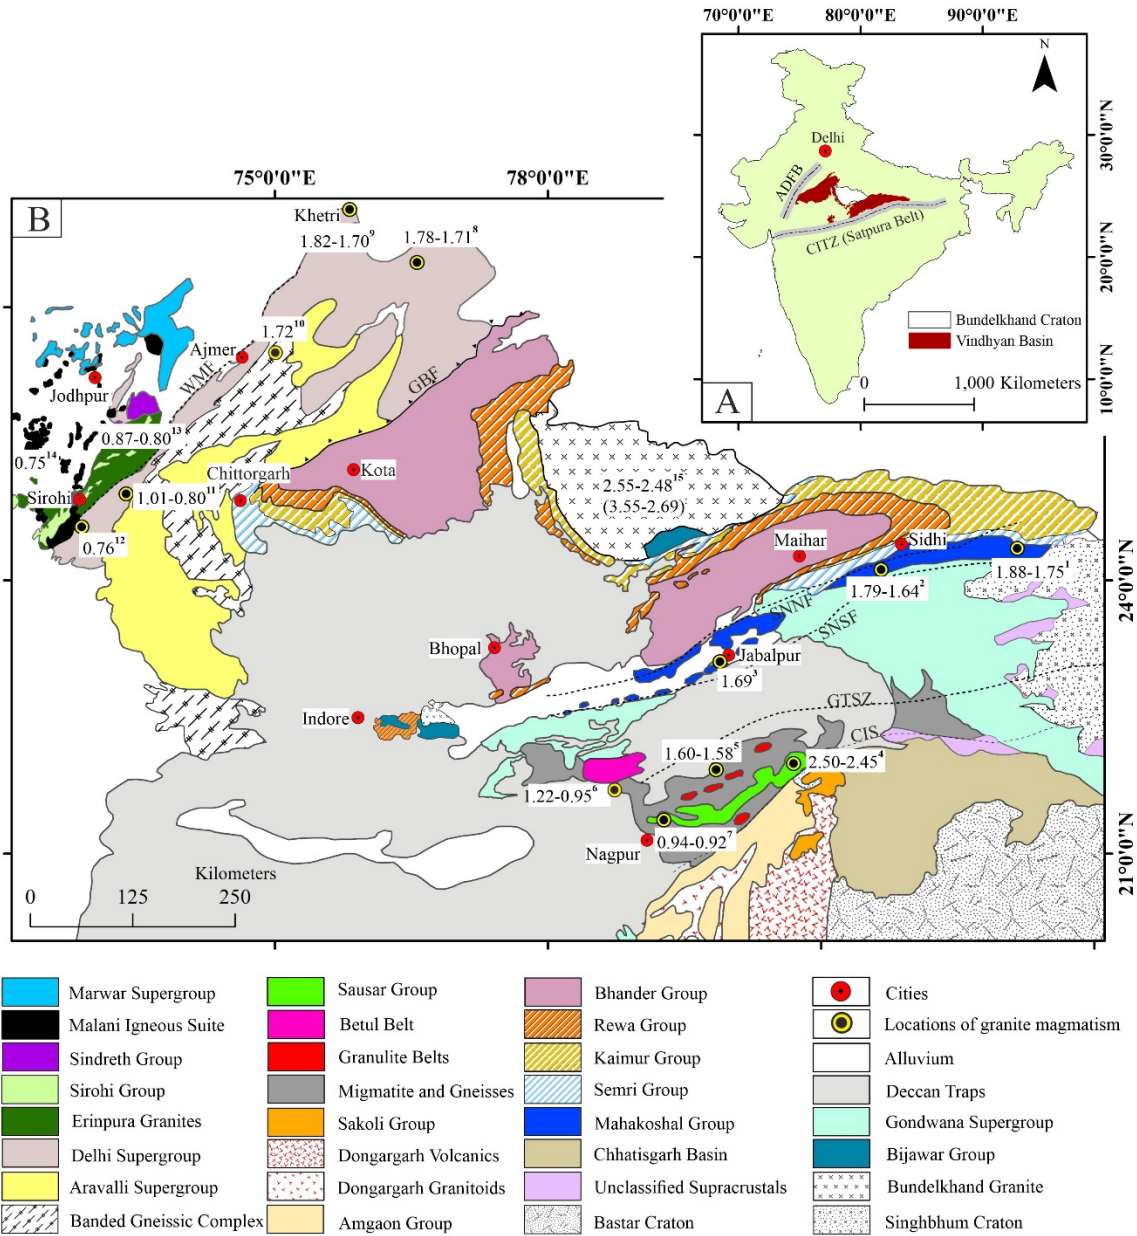 70°0'0"E
80°0'0"E
90°0'0"E
N
30°0'0"N
20°0'0"N
10°0'0"N
Delhi
ADFB
CITZ (Satpura Belt)
Bundelkhand Craton
Vindhyan Basin
0
1,000 Kilometers
A
75°0'0"E
78°0'0"E
B
Khetri
1.82-1.70⁹
1.78-1.71⁸
1.72¹⁰
Ajmer
WMF
GBF
Jodhpur
0.87-0.80¹³
0.75¹⁴
Chittorgarh
Kota
Sirohi
1.01-0.80¹¹
0.76¹²
2.55-2.48¹⁵
(3.55-2.69)
Maihar
Sidhi
1.88-1.75¹
1.79-1.64²
24°0'0"N
SNNF
SNSF
Bhopal
Jabalpur
1.69³
Indore
GTSZ
CIS
1.60-1.58⁵
2.50-2.45⁴
1.22-0.95⁶
0.94-0.92⁷
Nagpur
21°0'0"N
Kilometers
0
125
250
Marwar Supergroup
Malani Igneous Suite
Sindreth Group
Sirohi Group
Erinpura Granites
Delhi Supergroup
Aravalli Supergroup
Banded Gneissic Complex
Sausar Group
Betul Belt
Granulite Belts
Migmatite and Gneisses
Sakoli Group
Dongargarh Volcanics
Dongargarh Granitoids
Amgaon Group
Bhander Group
Rewa Group
Kaimur Group
Semri Group
Mahakoshal Group
Chhatisgarh Basin
Unclassified Supracrustals
Bastar Craton
Cities
Locations of granite magmatism
Alluvium
Deccan Traps
Gondwana Supergroup
Bijawar Group
Bundelkhand Granite
Singhbhum Craton